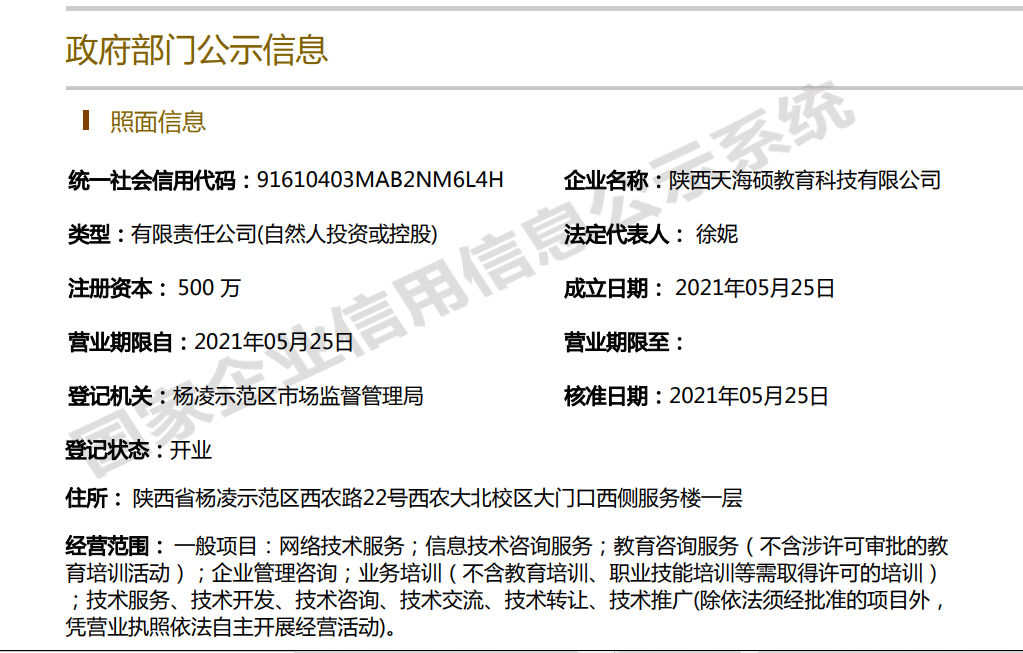 政府部门公示信息
照面信息
统一社会信用代码：91610403MAB2NM6L4H 企业名称：陕西天海硕教育科技有限公司
类型：有限责任公司(自然人投资或控股) 法定代表人： 徐妮
注册资本： 500 万 成立日期： 2021年05月25日
营业期限自：2021年05月25日 营业期限至：
登记机关：杨凌示范区市场监督管理局 核准日期：2021年05月25日
登记状态：开业
住所： 陕西省杨凌示范区西农路22号西农大北校区大门口西侧服务楼一层
经营范围： 一般项目：网络技术服务；信息技术咨询服务；教育咨询服务（不含涉许可审批的教
育培训活动）；企业管理咨询；业务培训（不含教育培训、职业技能培训等需取得许可的培训）
；技术服务、技术开发、技术咨询、技术交流、技术转让、技术推广(除依法须经批准的项目外，
凭营业执照依法自主开展经营活动)。
国家企业信用信息公示系统